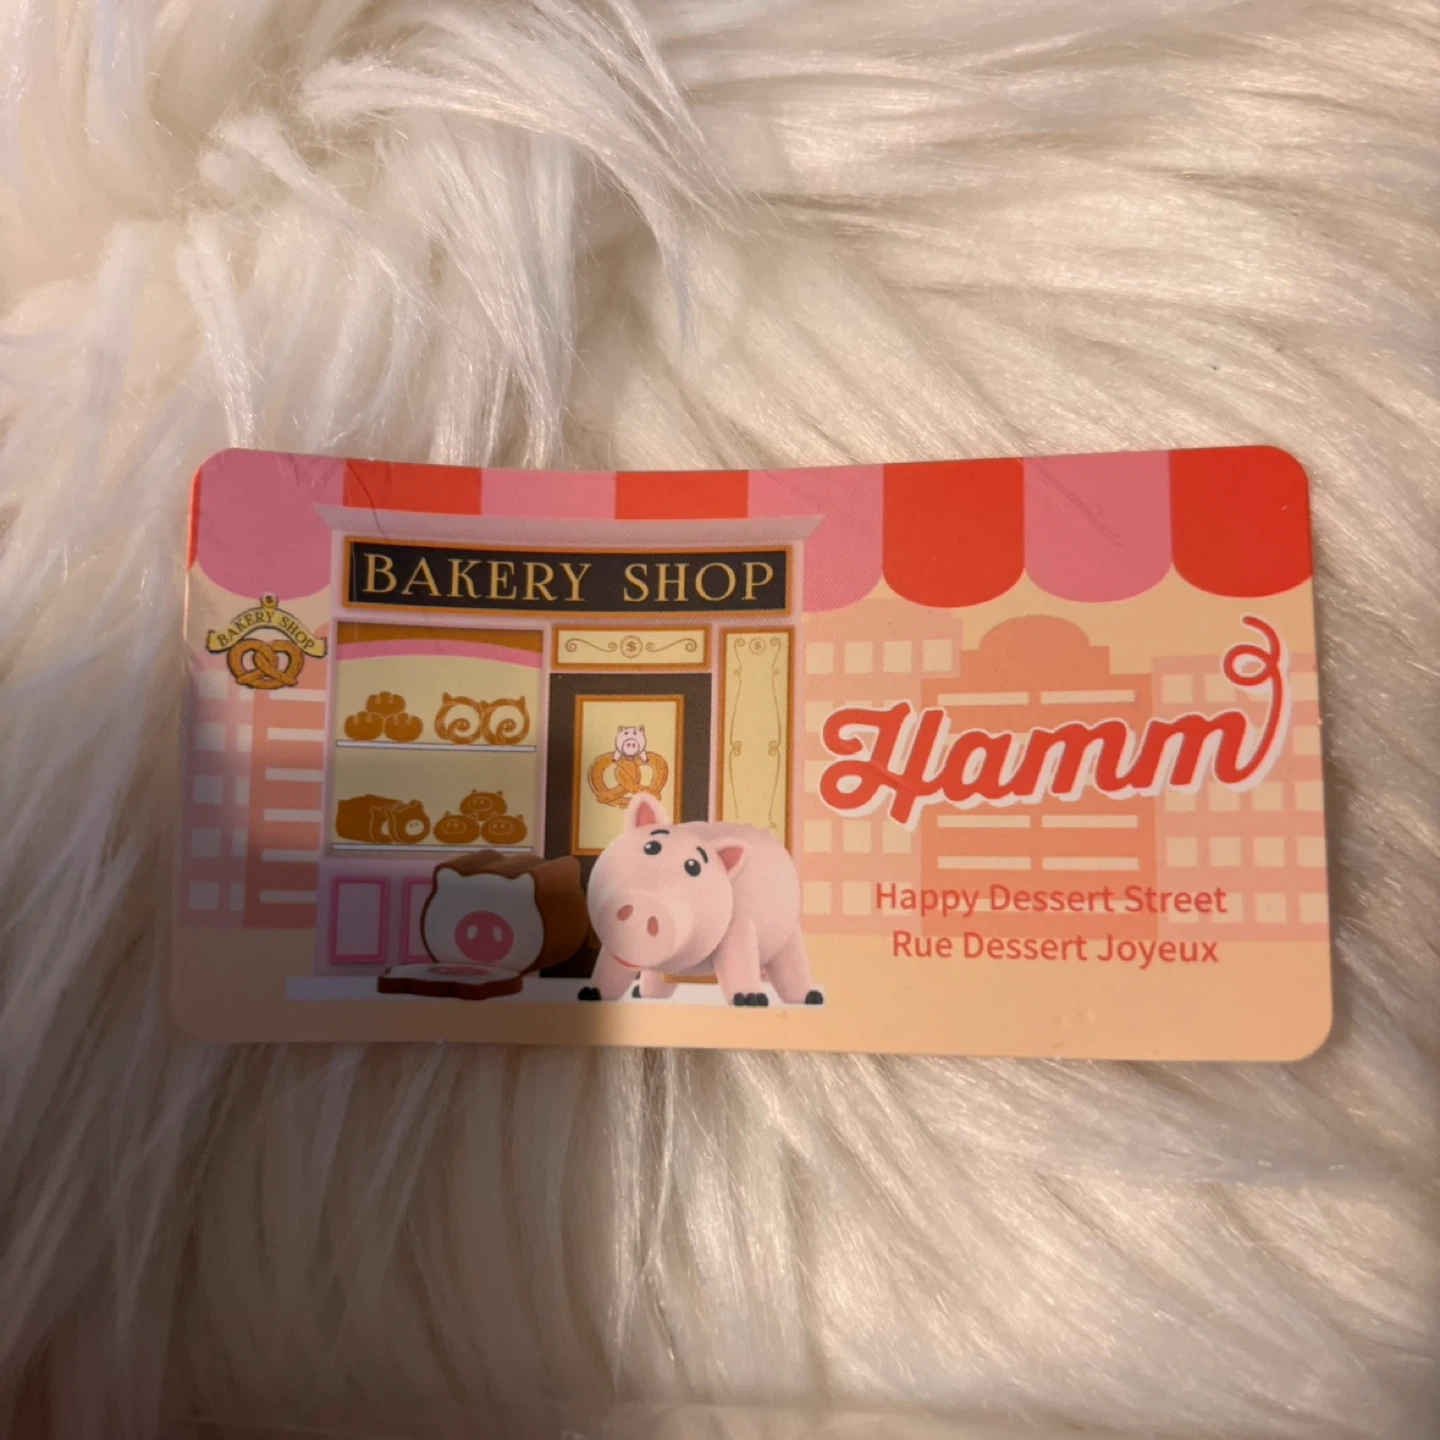 BAKERY SHOP
BAKERY SHOP
$
$
Hamm
Happy Dessert Street
Rue Dessert Joyeux